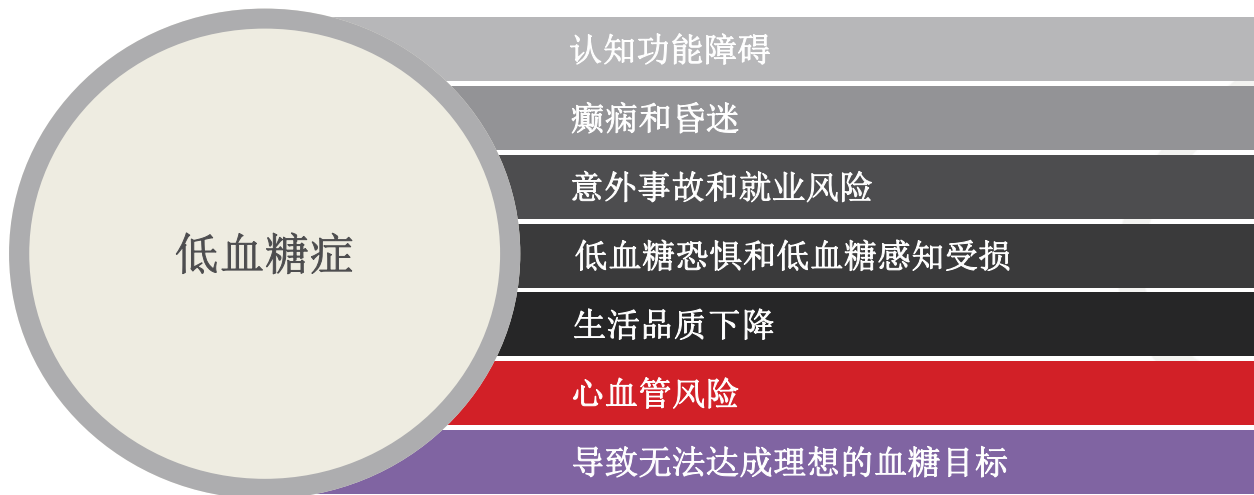 低血糖症
认知功能障碍
癫痫和昏迷
意外事故和就业风险
低血糖恐惧和低血糖感知受损
生活品质下降
心血管风险
导致无法达成理想的血糖目标